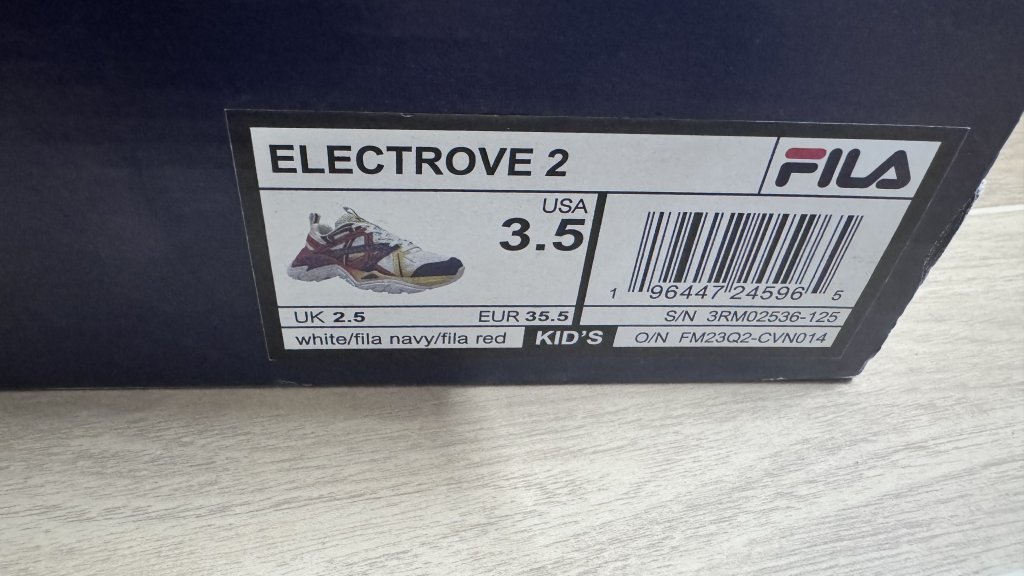 ELECTROVE 2
FILA
USA
3.5
UK 2.5 EUR 35.5
white/fila navy/fila red KID'S
1 96447 24596 5
S/N 3RM02536-125
O/N FM23Q2-CVN014